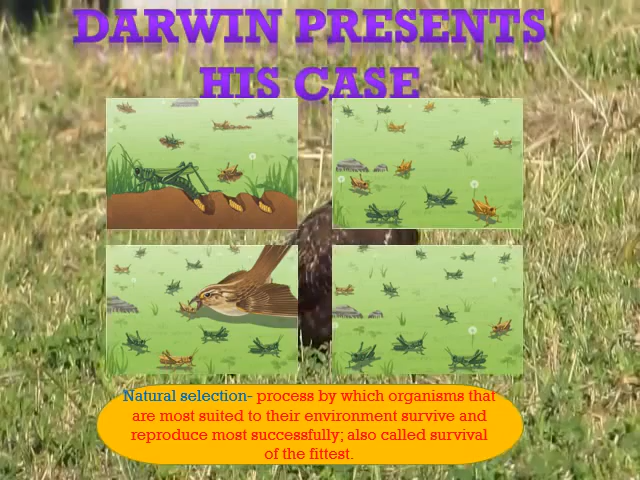 DARWIN PRESENTS
HIS CASE
Natural selection- process by which organisms that
are most suited to their environment survive and
reproduce most successfully; also called survival
of the fittest.